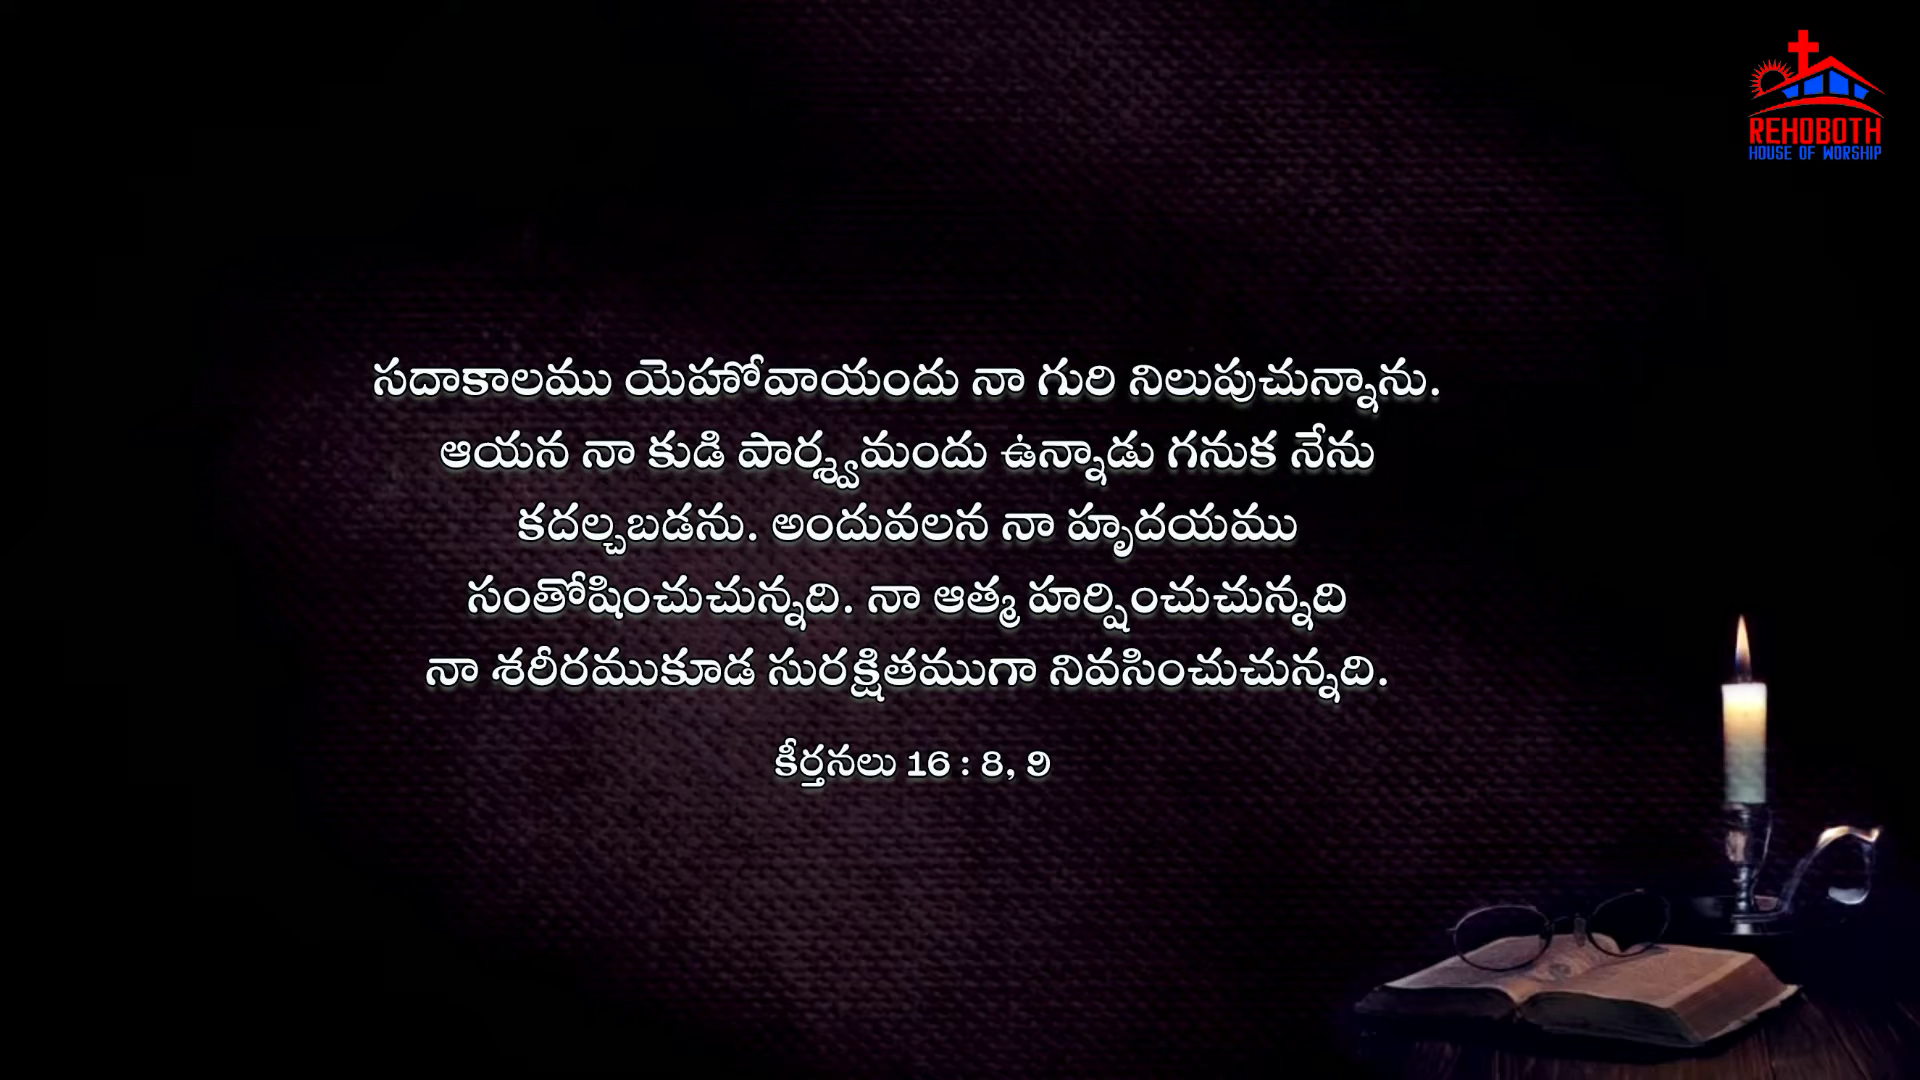 REHOBOTH
HOUSE OF WORSHIP
సదాకాలము యెహోవాయందు నా గురి నిలుపుచున్నాను.
ఆయన నా కుడి పార్శ్వమందు ఉన్నాడు గనుక నేను
కదల్చబడను. అందువలన నా హృదయము
సంతోషించుచున్నది. నా ఆత్మ హర్షించుచున్నది
నా శరీరముకూడ సురక్షితముగా నివసించుచున్నది.
కీర్తనలు 16 : 8, 9